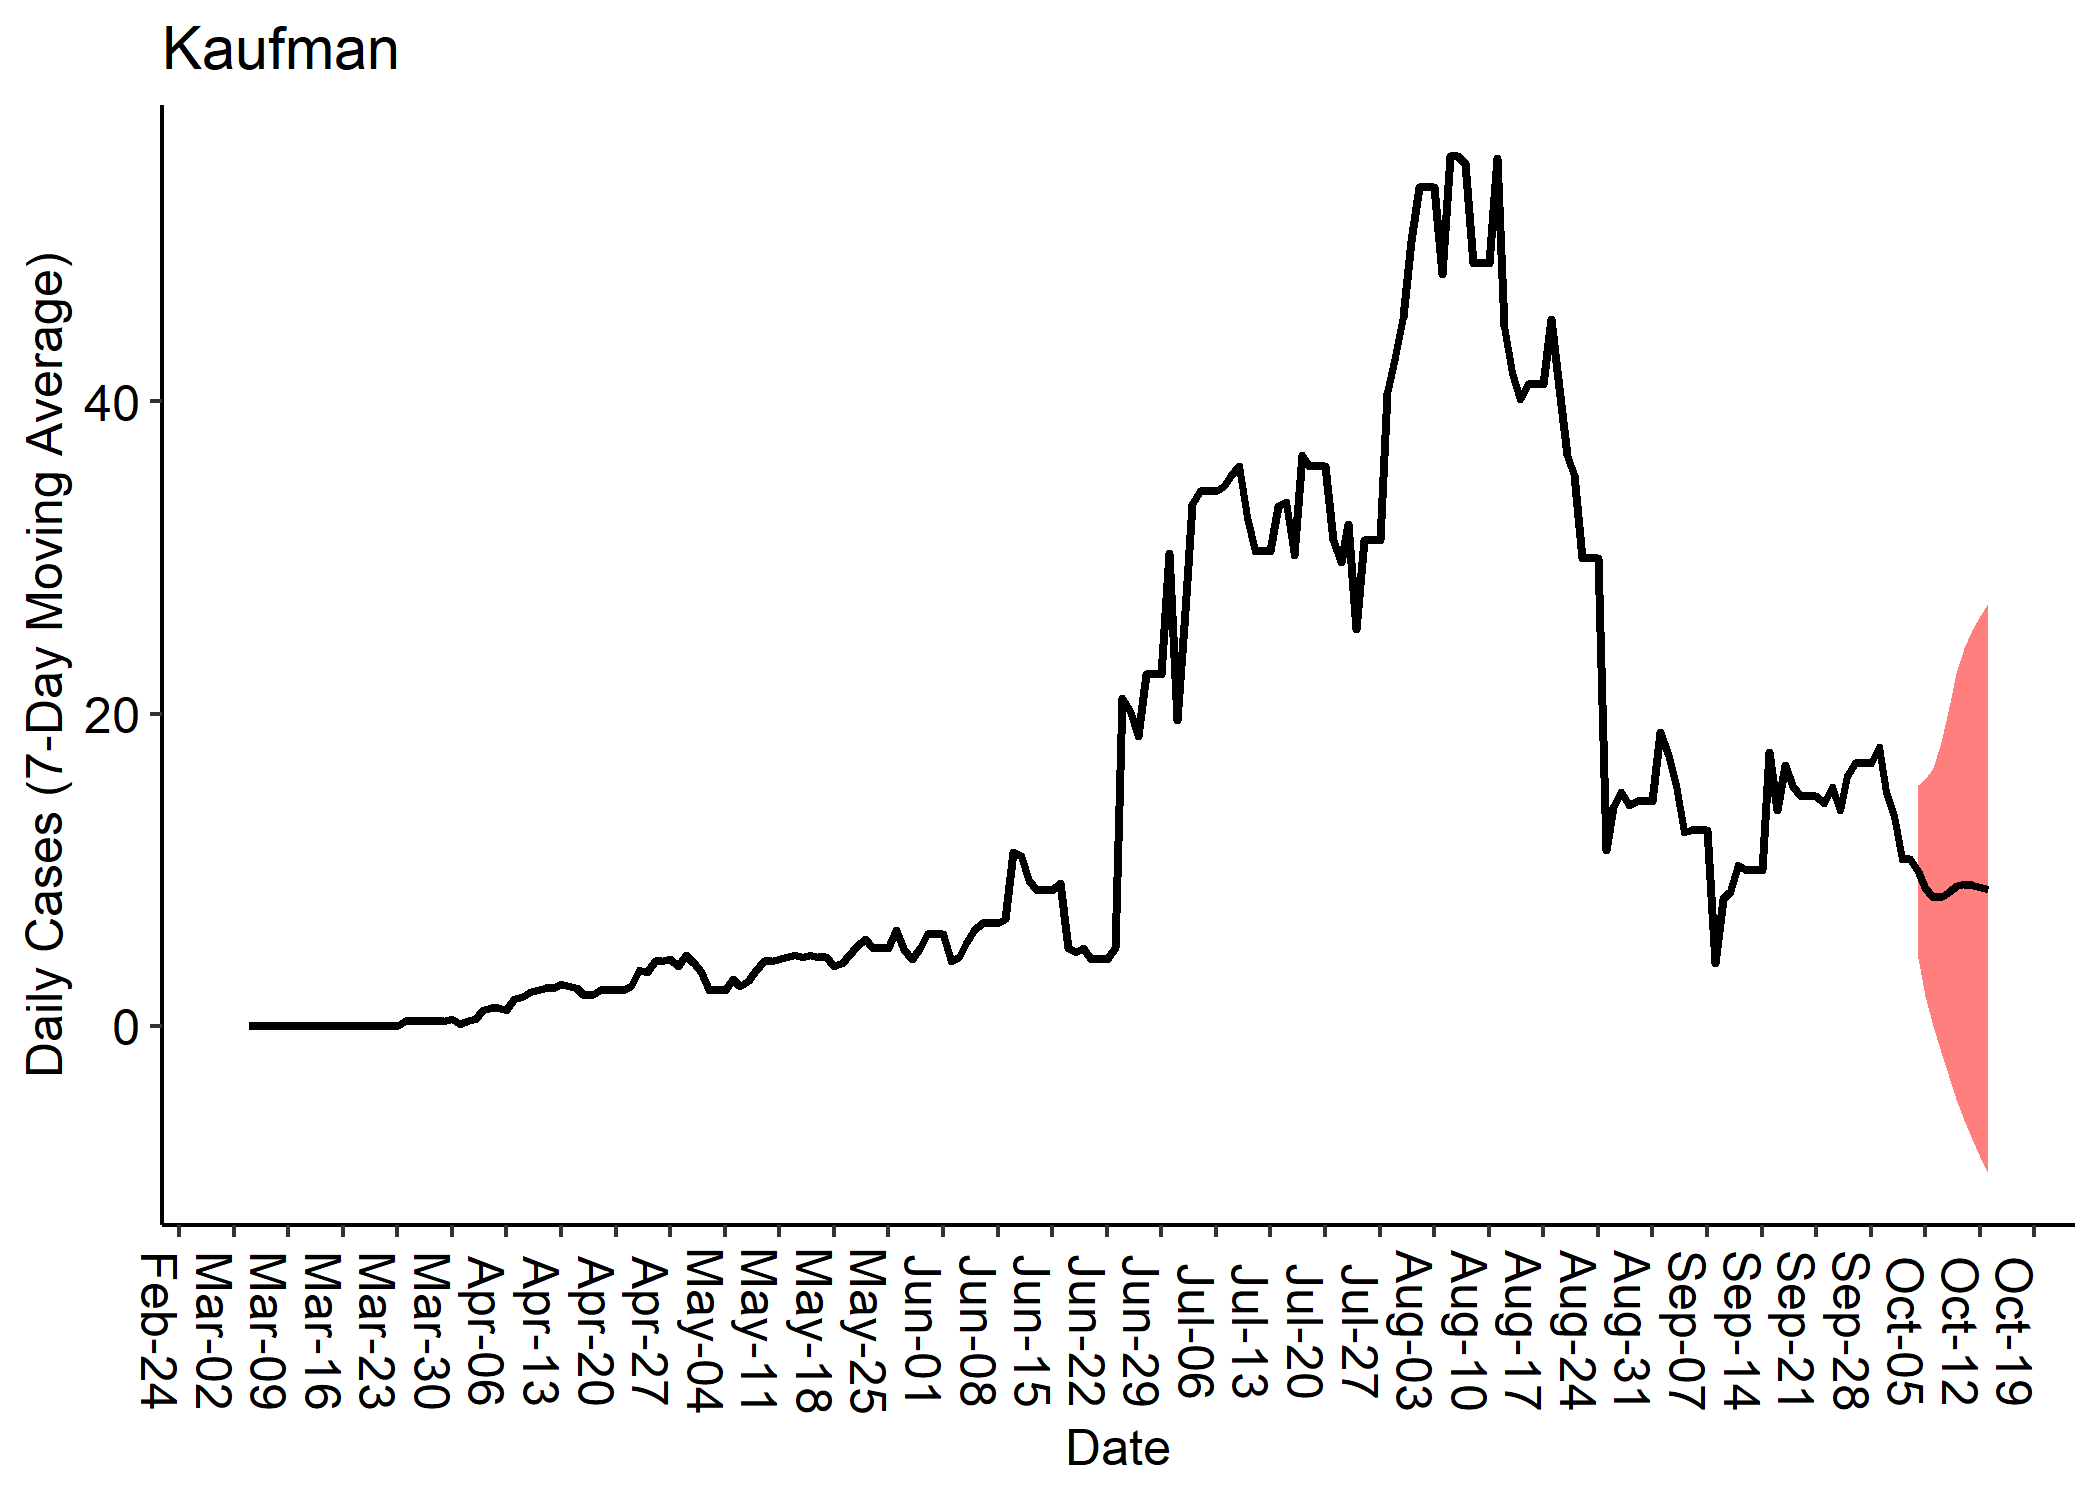 Kaufman
Daily Cases (7-Day Moving Average)
40
20
0
Feb-24
Mar-02
Mar-09
Mar-16
Mar-23
Mar-30
Apr-06
Apr-13
Apr-20
Apr-27
May-04
May-11
May-18
May-25
Jun-01
Jun-08
Jun-15
Jun-22
Jun-29
Jul-06
Jul-13
Jul-20
Jul-27
Aug-03
Aug-10
Aug-17
Aug-24
Aug-31
Sep-07
Sep-14
Sep-21
Sep-28
Oct-05
Oct-12
Oct-19
Date